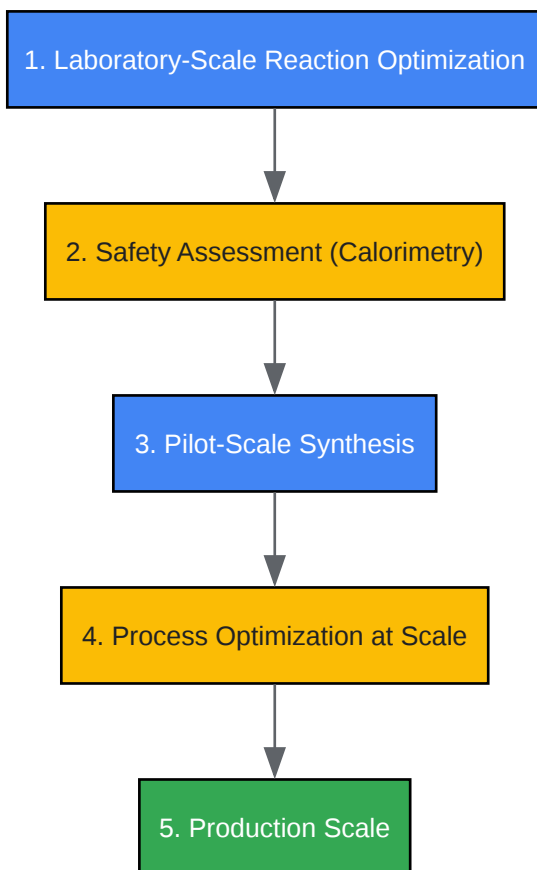 1. Laboratory-Scale Reaction Optimization
2. Safety Assessment (Calorimetry)
3. Pilot-Scale Synthesis
4. Process Optimization at Scale
5. Production Scale